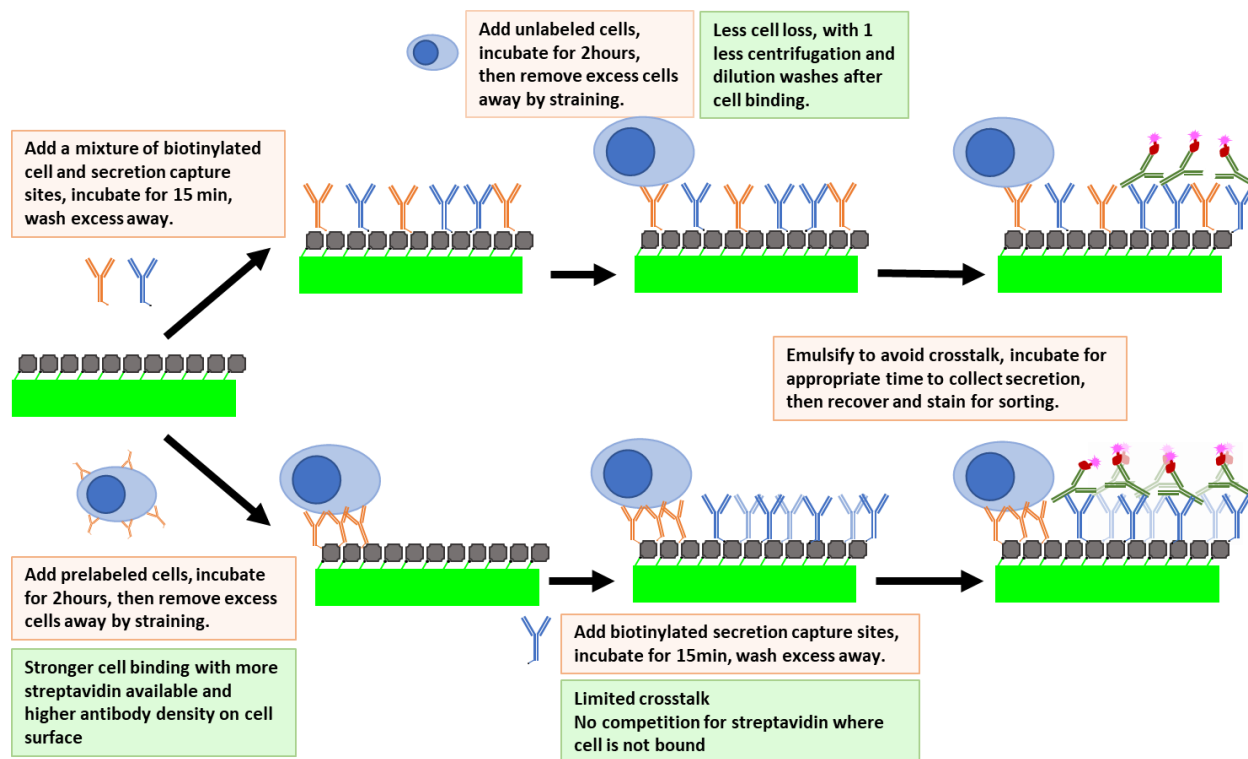 Add unlabeled cells,
incubate for 2hours,
then remove excess cells
away by straining.
Less cell loss, with 1
less centrifugation and
dilution washes after
cell binding.
Add a mixture of biotinylated
cell and secretion capture
sites, incubate for 15 min,
wash excess away.
Emulsify to avoid crosstalk, incubate for
appropriate time to collect secretion,
then recover and stain for sorting.
Add prelabeled cells, incubate
for 2hours, then remove excess
cells away by straining.
Stronger cell binding with more
streptavidin available and
higher antibody density on cell
surface
Add biotinylated secretion capture sites,
incubate for 15min, wash excess away.
Limited crosstalk
No competition for streptavidin where
cell is not bound